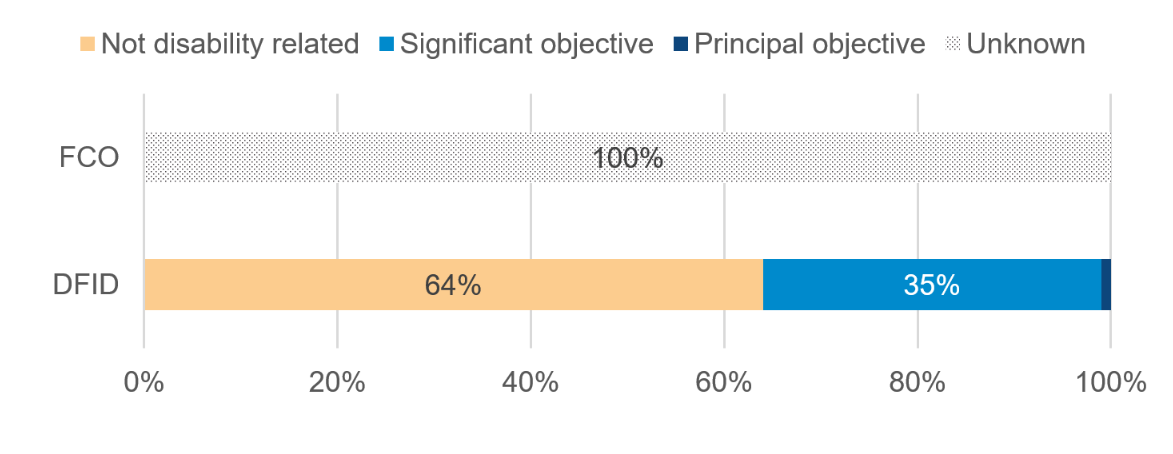 Not disability related Significant objective Principal objective Unknown
FCO 100%
DFID 64% 35%
0% 20% 40% 60% 80% 100%